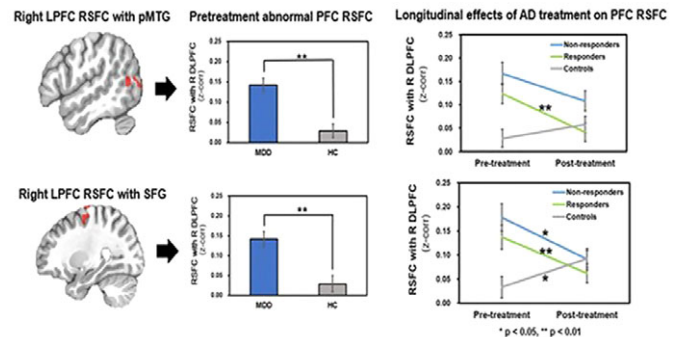 Right LPFC RSFC with pMTG
Pretreatment abnormal PFC RSFC
Longitudinal effects of AD treatment on PFC RSFC
RSFC with R DLPFC
(z-corr)
0.25
0.20
0.15
0.10
0.05
0.00
**
MDD
HC
RSFC with R DLPFC
(z-corr)
0.25
0.20
0.15
0.10
0.05
0.00
Non-responders
Responders
Controls
**
Pre-treatment
Post-treatment
Right LPFC RSFC with SFG
RSFC with R DLPFC
(z-corr)
0.25
0.20
0.15
0.10
0.05
0.00
**
MDD
HC
RSFC with R DLPFC
(z-corr)
0.25
0.20
0.15
0.10
0.05
0.00
Non-responders
Responders
Controls
*
**
*
Pre-treatment
Post-treatment
* p < 0.05, ** p < 0.01